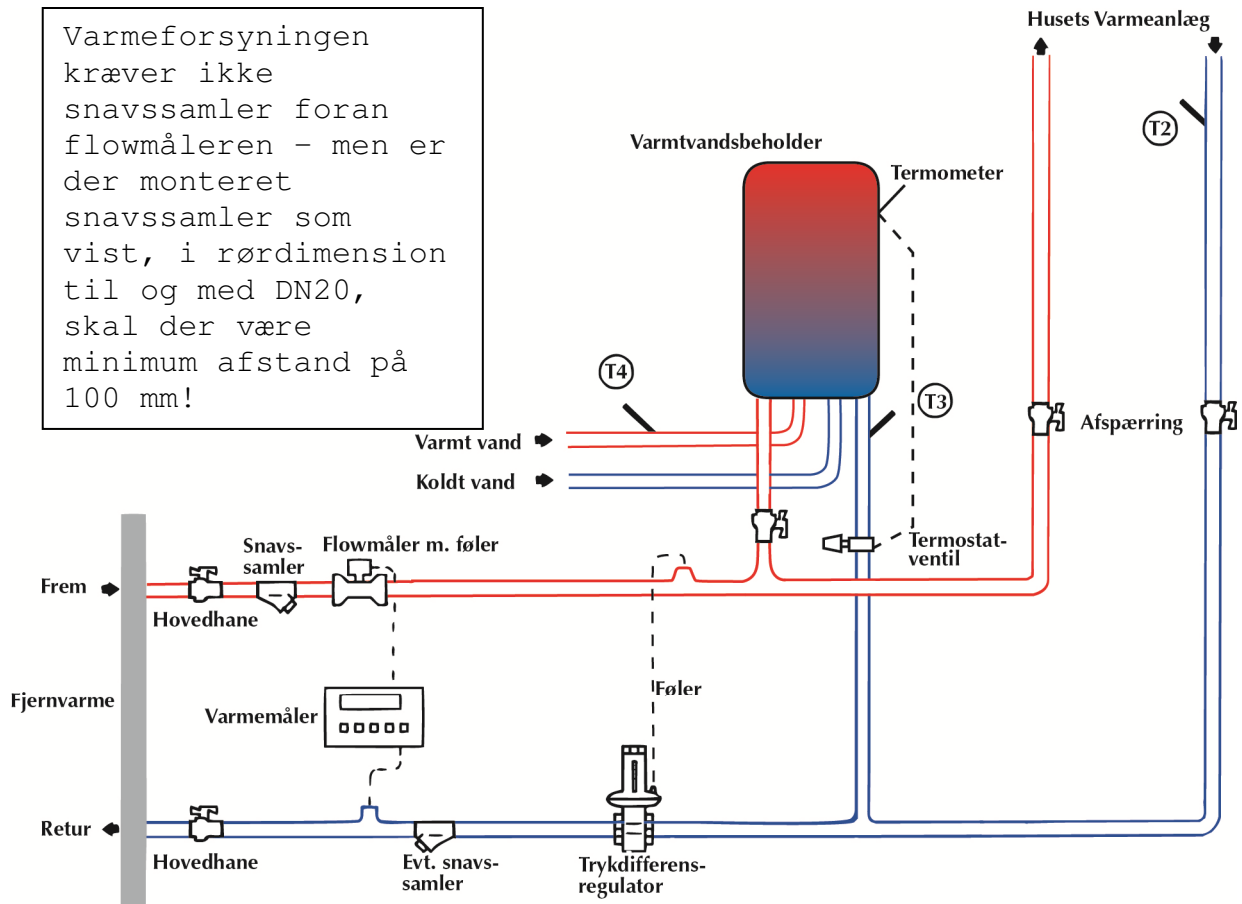 Varmeforsyningen
kræver ikke
snavssamler foran
flowmåleren – men er
der monteret
snavssamler som
vist, i rørdimension
til og med DN20,
skal der være
minimum afstand på
100 mm!
Husets Varmeanlæg
T2
Varmtvandsbeholder
Termometer
T4
T3
Varmt vand
Afspærring
Koldt vand
Snavs-
samler
Flowmåler m. føler
Termostat-
ventil
Frem
Hovedhane
Fjernvarme
Varmemåler
Føler
Retur
Hovedhane
Evt. snavs-
samler
Trykdifferens-
regulator